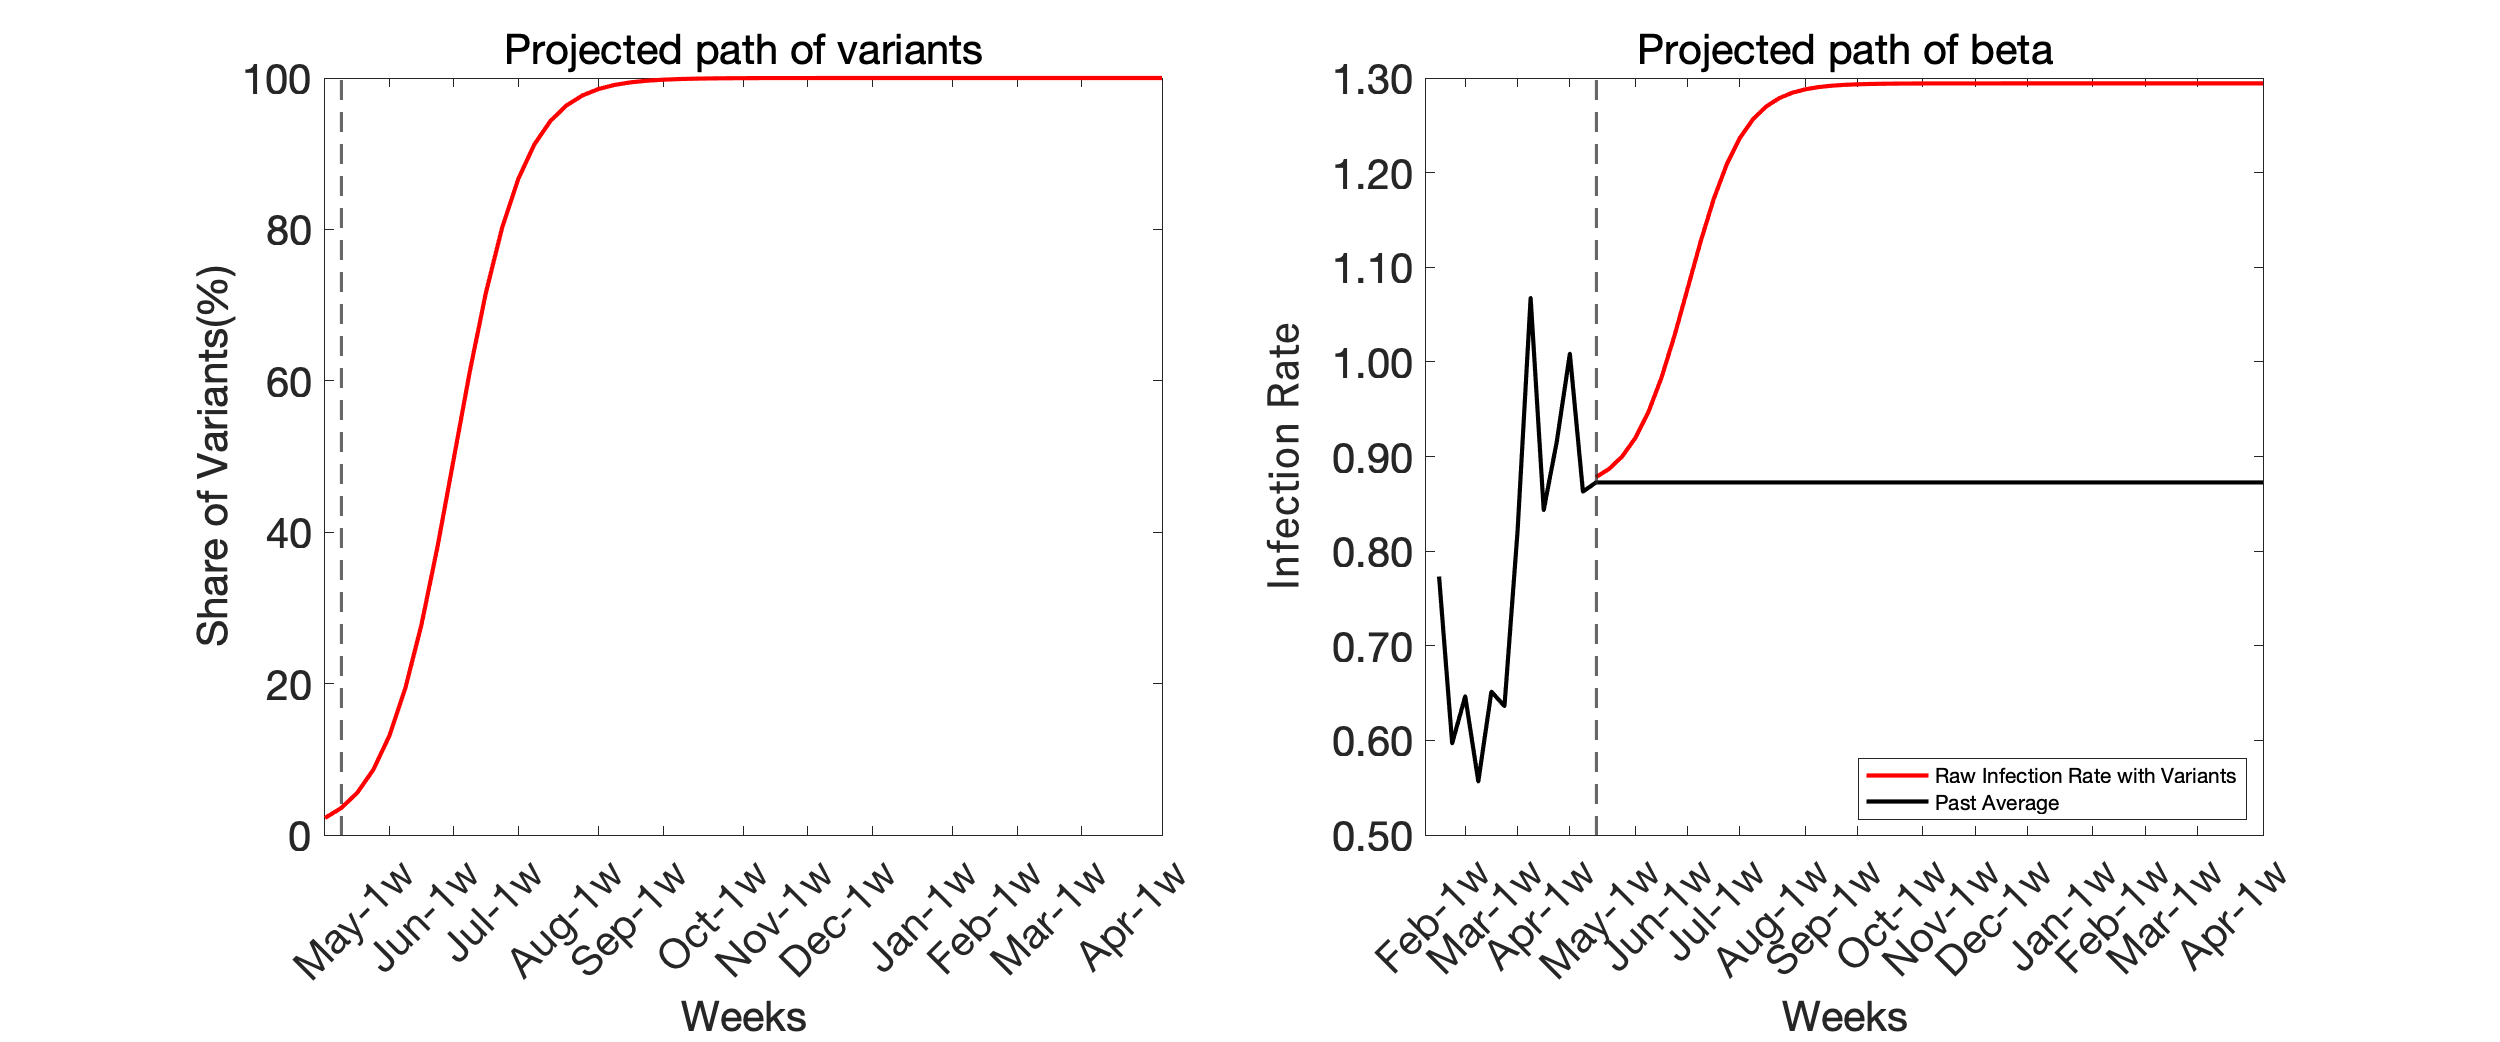 Projected path of variants
100
80
60
40
20
0
Share of Variants(%)
May-1w
Jun-1w
Jul-1w
Aug-1w
Sep-1w
Oct-1w
Nov-1w
Dec-1w
Jan-1w
Feb-1w
Mar-1w
Apr-1w
Weeks
Projected path of beta
1.30
1.20
1.10
1.00
0.90
0.80
0.70
0.60
0.50
Infection Rate
Raw Infection Rate with Variants
Past Average
Feb-1w
Mar-1w
Apr-1w
May-1w
Jun-1w
Jul-1w
Aug-1w
Sep-1w
Oct-1w
Nov-1w
Dec-1w
Jan-1w
Feb-1w
Mar-1w
Apr-1w
Weeks